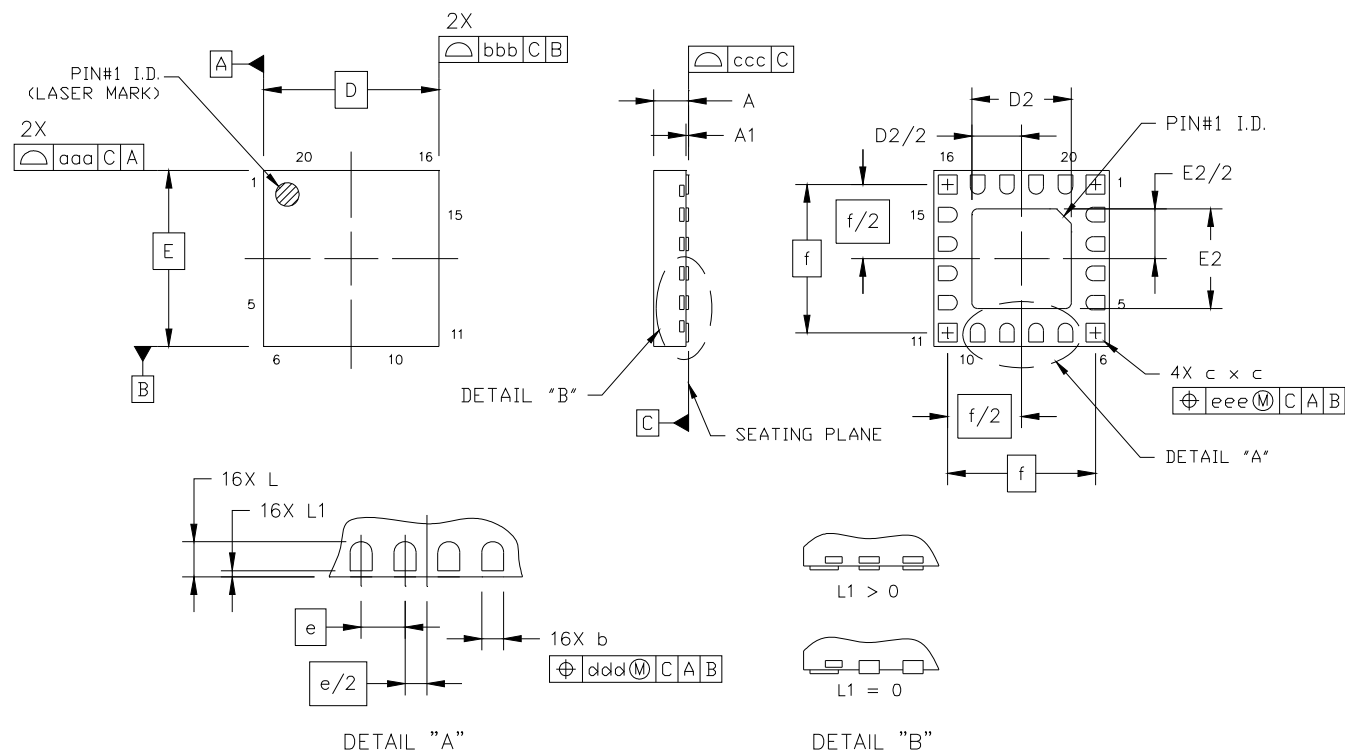 2X
bbb C B
A
PIN#1 I.D.
(LASER MARK)
D
2X
aaa C A
20
16
1
15
E
5
11
6
10
B
ccc C
A
A1
DETAIL "B"
C
SEATING PLANE
D2
D2/2
PIN#1 I.D.
16
20
E2/2
1
15
f/2
f
E2
5
11
10
6
4X c x c
eee Ⓜ C A B
f/2
DETAIL "A"
f
16X L
16X L1
e
16X b
ddd Ⓜ C A B
e/2
DETAIL "A"
L1 > 0
L1 = 0
DETAIL "B"